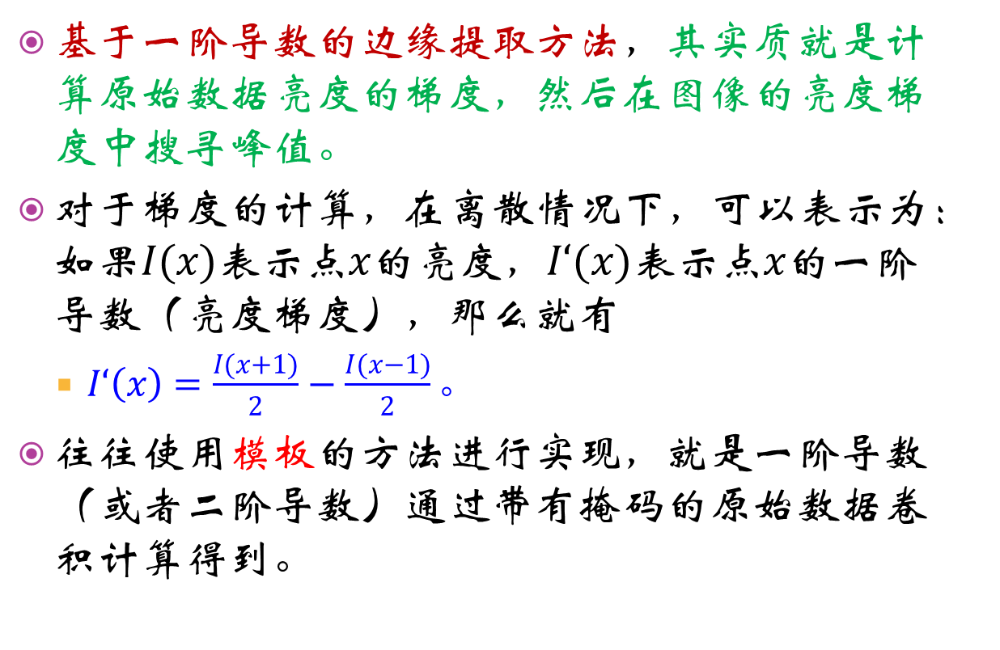 基于一阶导数的边缘提取方法，其实质就是计
算原始数据亮度的梯度，然后在图像的亮度梯
度中搜寻峰值。
对于梯度的计算，在离散情况下，可以表示为：
如果I(x)表示点x的亮度，I‘(x)表示点x的一阶
导数（亮度梯度），那么就有
I‘(x) = I(x+1)/2 − I(x−1)/2 。
往往使用模板的方法进行实现，就是一阶导数
（或者二阶导数）通过带有掩码的原始数据卷
积计算得到。